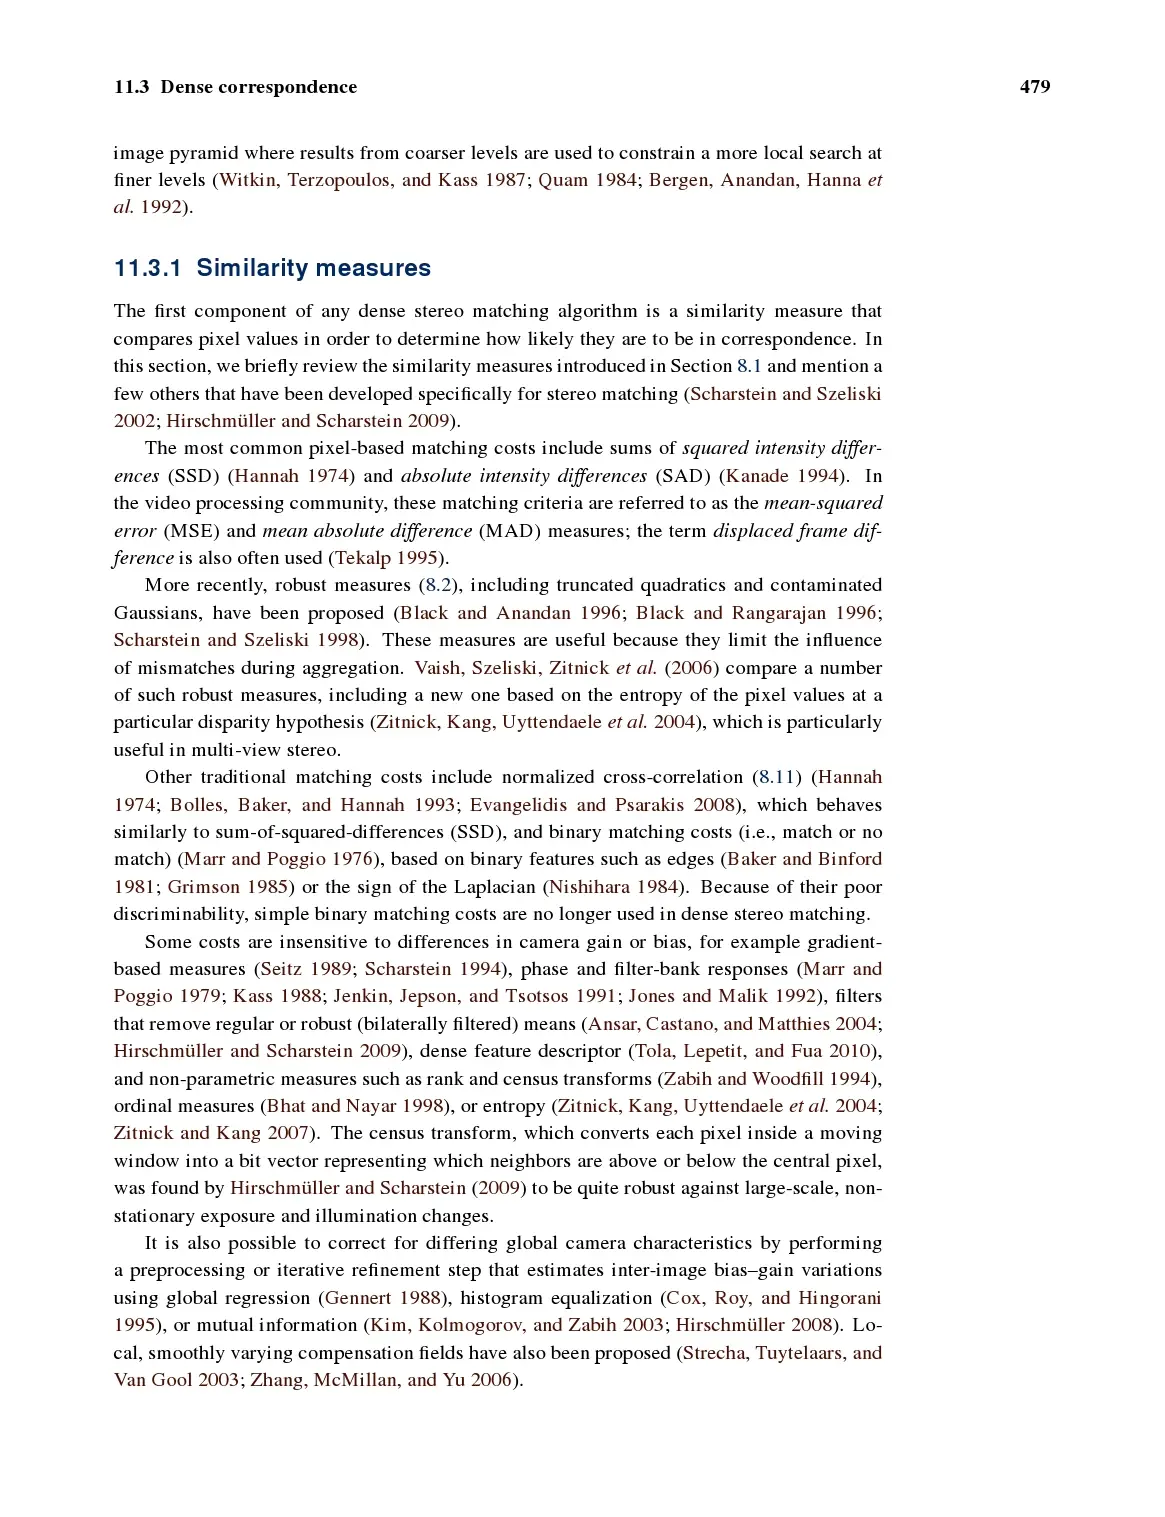 11.3 Dense correspondence 479
image pyramid where results from coarser levels are used to constrain a more local search at
finer levels (Witkin, Terzopoulos, and Kass 1987; Quam 1984; Bergen, Anandan, Hanna et
al. 1992).
11.3.1 Similarity measures
The first component of any dense stereo matching algorithm is a similarity measure that
compares pixel values in order to determine how likely they are to be in correspondence. In
this section, we briefly review the similarity measures introduced in Section 8.1 and mention a
few others that have been developed specifically for stereo matching (Scharstein and Szeliski
2002; Hirschmüller and Scharstein 2009).
The most common pixel-based matching costs include sums of squared intensity differ-
ences (SSD) (Hannah 1974) and absolute intensity differences (SAD) (Kanade 1994). In
the video processing community, these matching criteria are referred to as the mean-squared
error (MSE) and mean absolute difference (MAD) measures; the term displaced frame dif-
ference is also often used (Tekalp 1995).
More recently, robust measures (8.2), including truncated quadratics and contaminated
Gaussians, have been proposed (Black and Anandan 1996; Black and Rangarajan 1996;
Scharstein and Szeliski 1998). These measures are useful because they limit the influence
of mismatches during aggregation. Vaish, Szeliski, Zitnick et al. (2006) compare a number
of such robust measures, including a new one based on the entropy of the pixel values at a
particular disparity hypothesis (Zitnick, Kang, Uyttendaele et al. 2004), which is particularly
useful in multi-view stereo.
Other traditional matching costs include normalized cross-correlation (8.11) (Hannah
1974; Bolles, Baker, and Hannah 1993; Evangelidis and Psarakis 2008), which behaves
similarly to sum-of-squared-differences (SSD), and binary matching costs (i.e., match or no
match) (Marr and Poggio 1976), based on binary features such as edges (Baker and Binford
1981; Grimson 1985) or the sign of the Laplacian (Nishihara 1984). Because of their poor
discriminability, simple binary matching costs are no longer used in dense stereo matching.
Some costs are insensitive to differences in camera gain or bias, for example gradient-
based measures (Seitz 1989; Scharstein 1994), phase and filter-bank responses (Marr and
Poggio 1979; Kass 1988; Jenkin, Jepson, and Tsotsos 1991; Jones and Malik 1992), filters
that remove regular or robust (bilaterally filtered) means (Ansar, Castano, and Matthies 2004;
Hirschmüller and Scharstein 2009), dense feature descriptor (Tola, Lepetit, and Fua 2010),
and non-parametric measures such as rank and census transforms (Zabih and Woodfill 1994),
ordinal measures (Bhat and Nayar 1998), or entropy (Zitnick, Kang, Uyttendaele et al. 2004;
Zitnick and Kang 2007). The census transform, which converts each pixel inside a moving
window into a bit vector representing which neighbors are above or below the central pixel,
was found by Hirschmüller and Scharstein (2009) to be quite robust against large-scale, non-
stationary exposure and illumination changes.
It is also possible to correct for differing global camera characteristics by performing
a preprocessing or iterative refinement step that estimates inter-image bias–gain variations
using global regression (Gennert 1988), histogram equalization (Cox, Roy, and Hingorani
1995), or mutual information (Kim, Kolmogorov, and Zabih 2003; Hirschmüller 2008). Lo-
cal, smoothly varying compensation fields have also been proposed (Strecha, Tuytelaars, and
Van Gool 2003; Zhang, McMillan, and Yu 2006).